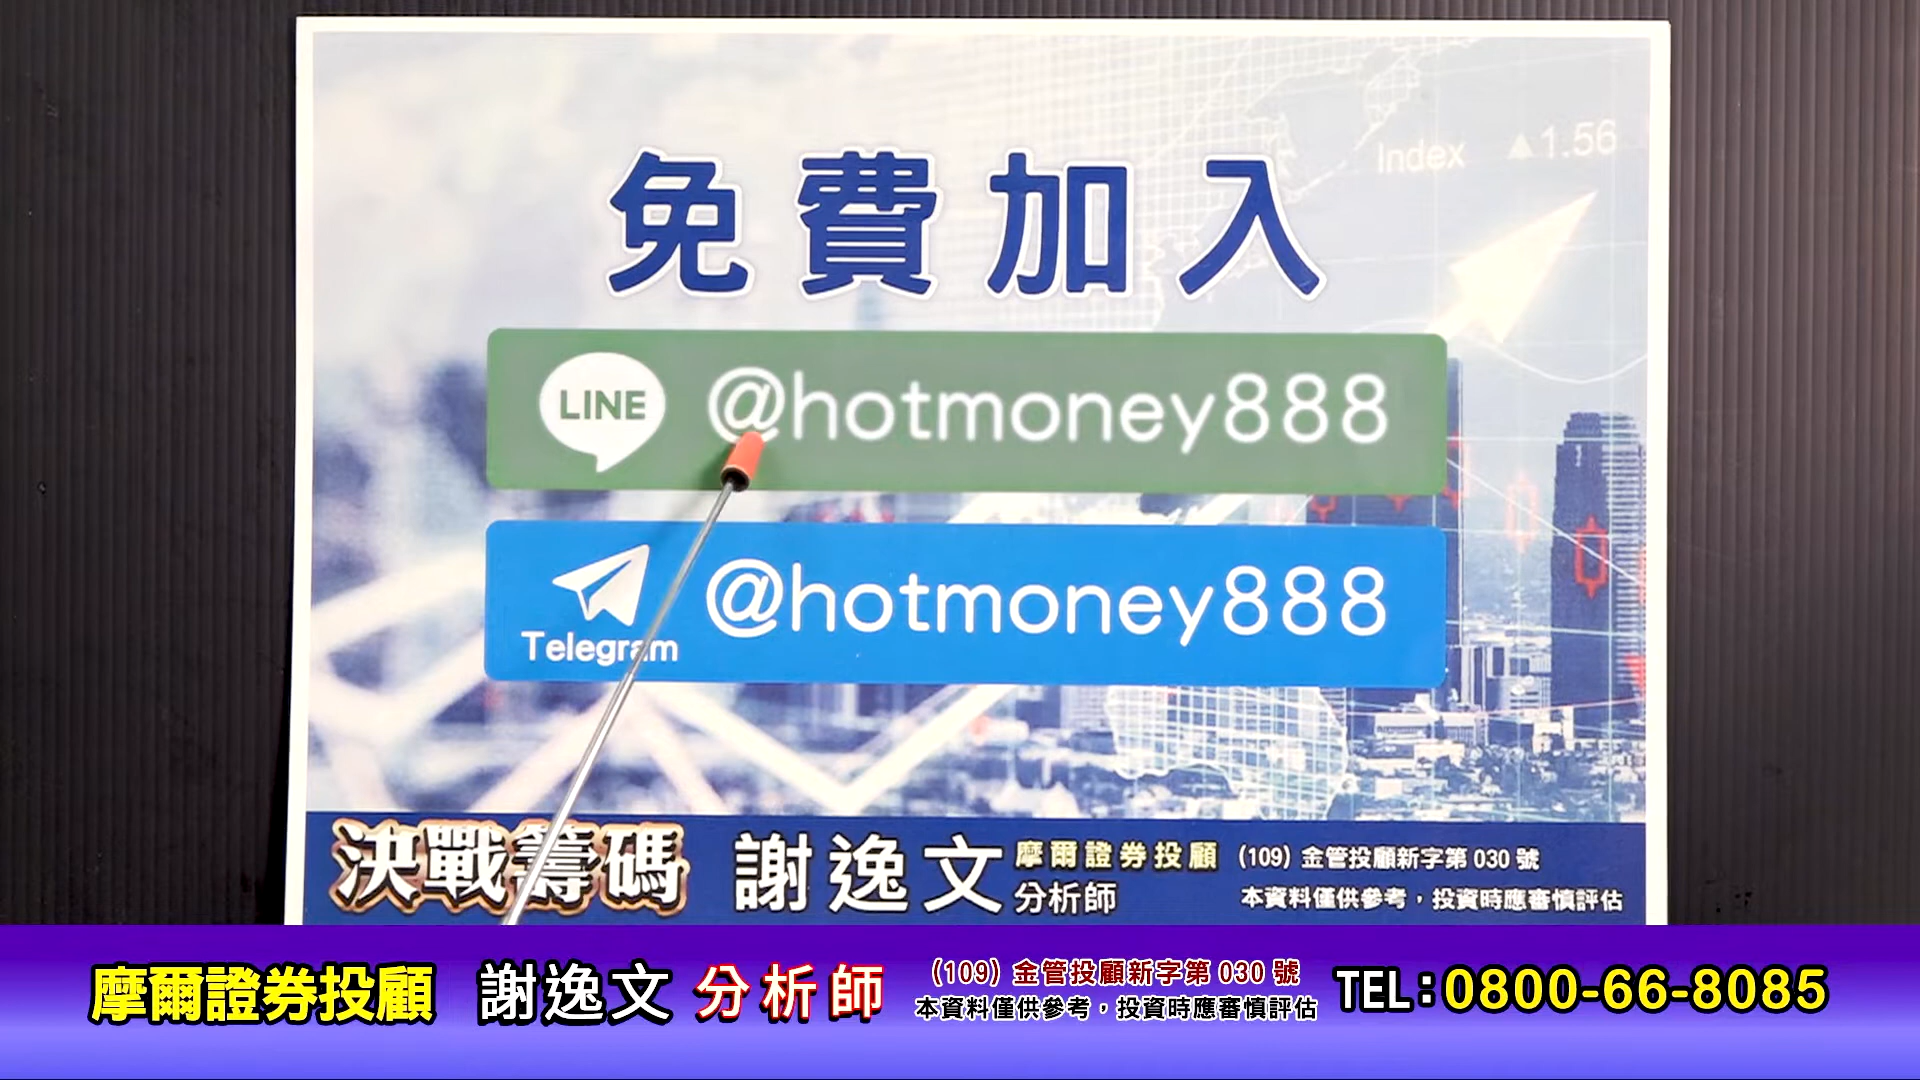 Index ▲1.56
免費加入
LINE @hotmoney888
Telegram @hotmoney888
決戰籌碼 謝逸文 摩爾證券投顧 分析師
(109) 金管投顧新字第 030 號
本資料僅供參考，投資時應審慎評估
摩爾證券投顧 謝逸文 分析師
(109) 金管投顧新字第 030 號
本資料僅供參考，投資時應審慎評估
TEL:0800-66-8085